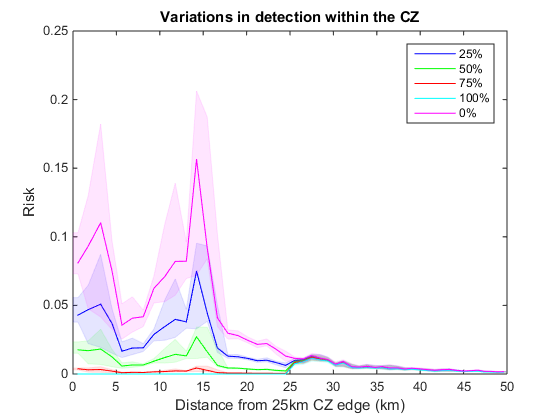 Variations in detection within the CZ
0.25
0.2
0.15
0.1
0.05
0
Risk
25%
50%
75%
100%
0%
0 5 10 15 20 25 30 35 40 45 50
Distance from 25km CZ edge (km)